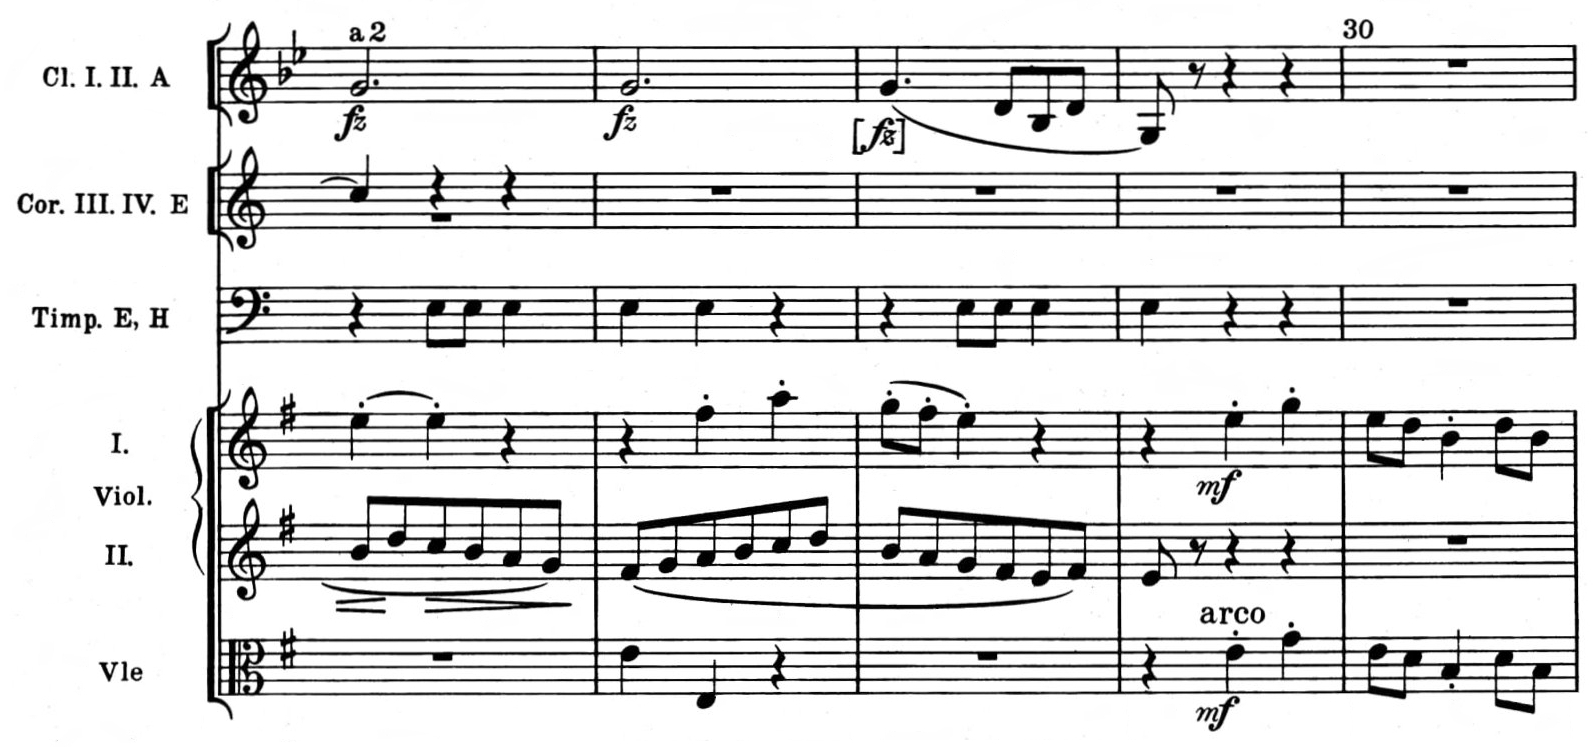 a 2
30
Cl. I. II. A
fz
fz
[fz]
Cor. III. IV. E
Timp. E, H
I.
mf
Viol.
II.
arco
Vle
mf